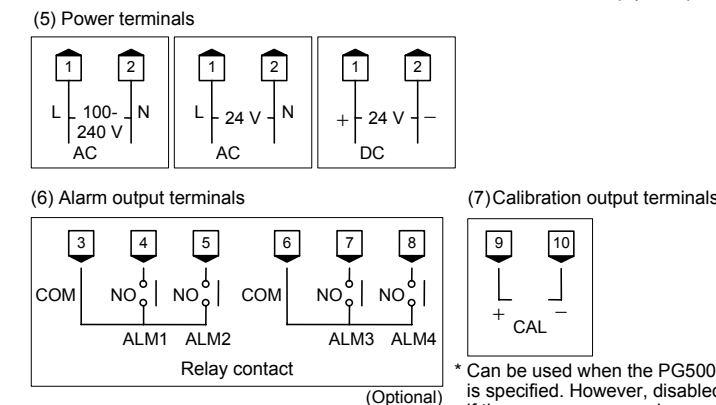 (5) Power terminals
1 2 1 2 1 2
L 100- 240 V N L 24 V N + 24 V −
AC AC DC
(6) Alarm output terminals
(7) Calibration output terminals
3 4 5 6 7 8
9 10
COM NO NO COM NO NO
+ CAL −
ALM1 ALM2 ALM3 ALM4
Relay contact
(Optional)
* Can be used when the PG500
is specified. However, disabled